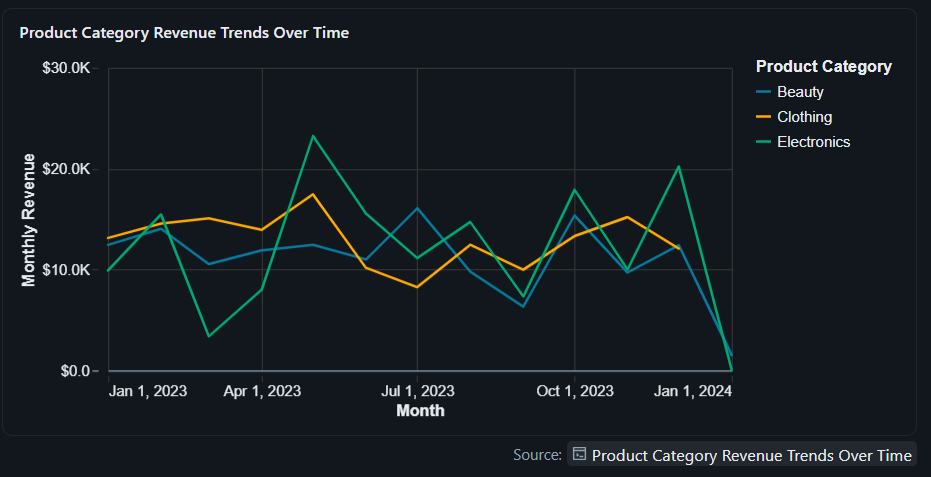 Product Category Revenue Trends Over Time
$30.0K
$20.0K
$10.0K
$0.0
Monthly Revenue
Jan 1, 2023 Apr 1, 2023 Jul 1, 2023 Oct 1, 2023 Jan 1, 2024
Month
Product Category
Beauty
Clothing
Electronics
Source: Product Category Revenue Trends Over Time